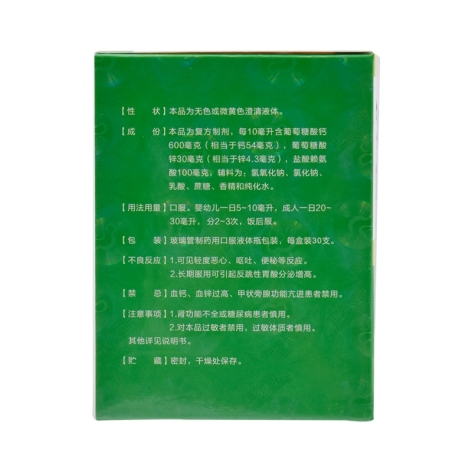 【性　状】本品为无色或微黄色澄清液体。
【成　份】本品为复方制剂，每10毫升含葡萄糖酸钙
600毫克（相当于钙54毫克），葡萄糖酸
锌30毫克（相当于锌4.3毫克），盐酸赖氨
酸100毫克；辅料为：氢氧化钠、氯化钠、
乳酸、蔗糖、香精和纯化水。
【用法用量】口服。婴幼儿一日5~10毫升，成人一日20~
30毫升，分2~3次，饭后服。
【包　装】玻璃管制药用口服液体瓶包装，每盒装30支。
【不良反应】1.可见轻度恶心、呕吐、便秘等反应。
2.长期服用可引起反跳性胃酸分泌增高。
【禁　忌】血钙、血锌过高、甲状旁腺功能亢进患者禁用。
【注意事项】1.肾功能不全或糖尿病患者慎用。
2.对本品过敏者禁用，过敏体质者慎用。
其他详见说明书。
【贮　藏】密封，干燥处保存。